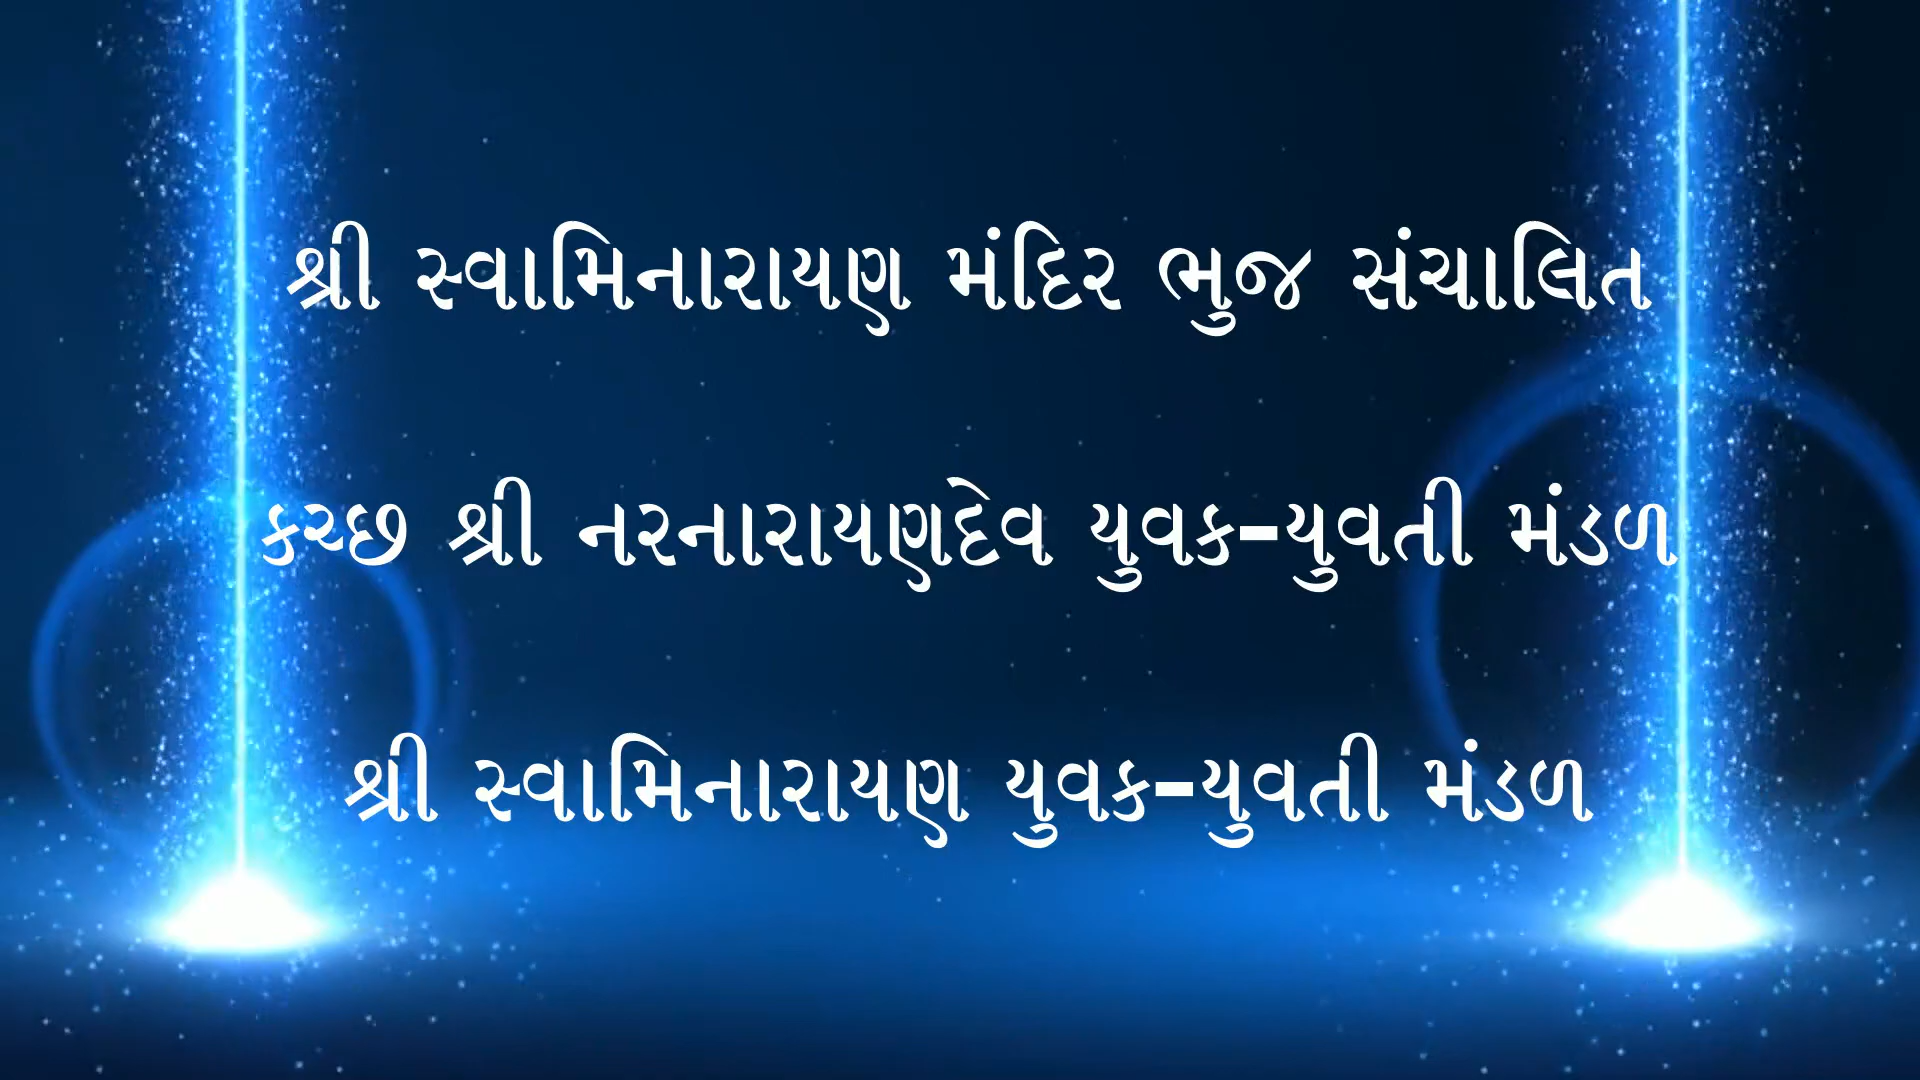 શ્રી સ્વામિનારાયણ મંદિર ભુજ સંચાલિત
કચ્છ શ્રી નરનારાયણદેવ યુવક-યુવતી મંડળ
શ્રી સ્વામિનારાયણ યુવક-યુવતી મંડળ